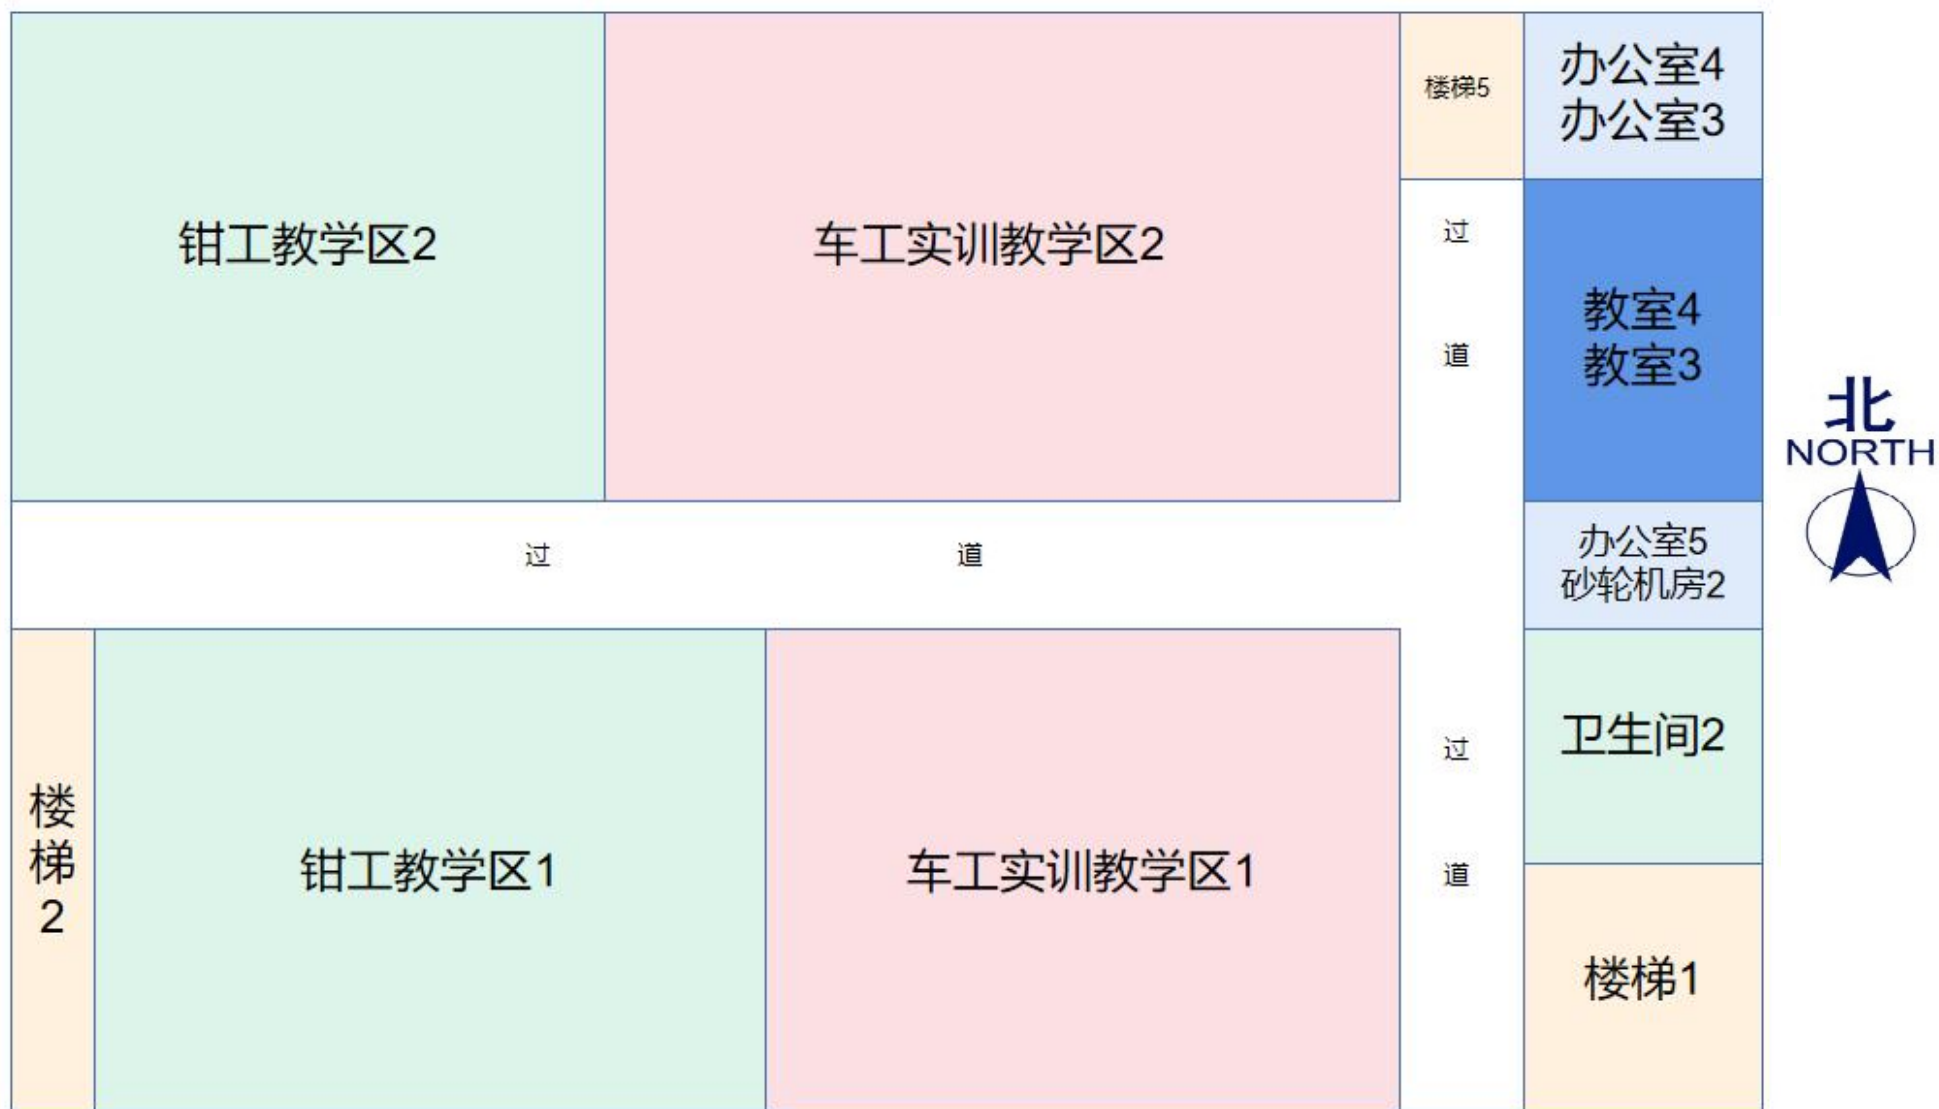 钳工教学区2
车工实训教学区2
楼梯5
办公室4
办公室3
过
道
教室4
教室3
北
NORTH
过 道
办公室5
砂轮机房2
楼
梯
2
钳工教学区1
车工实训教学区1
过
道
卫生间2
楼梯1